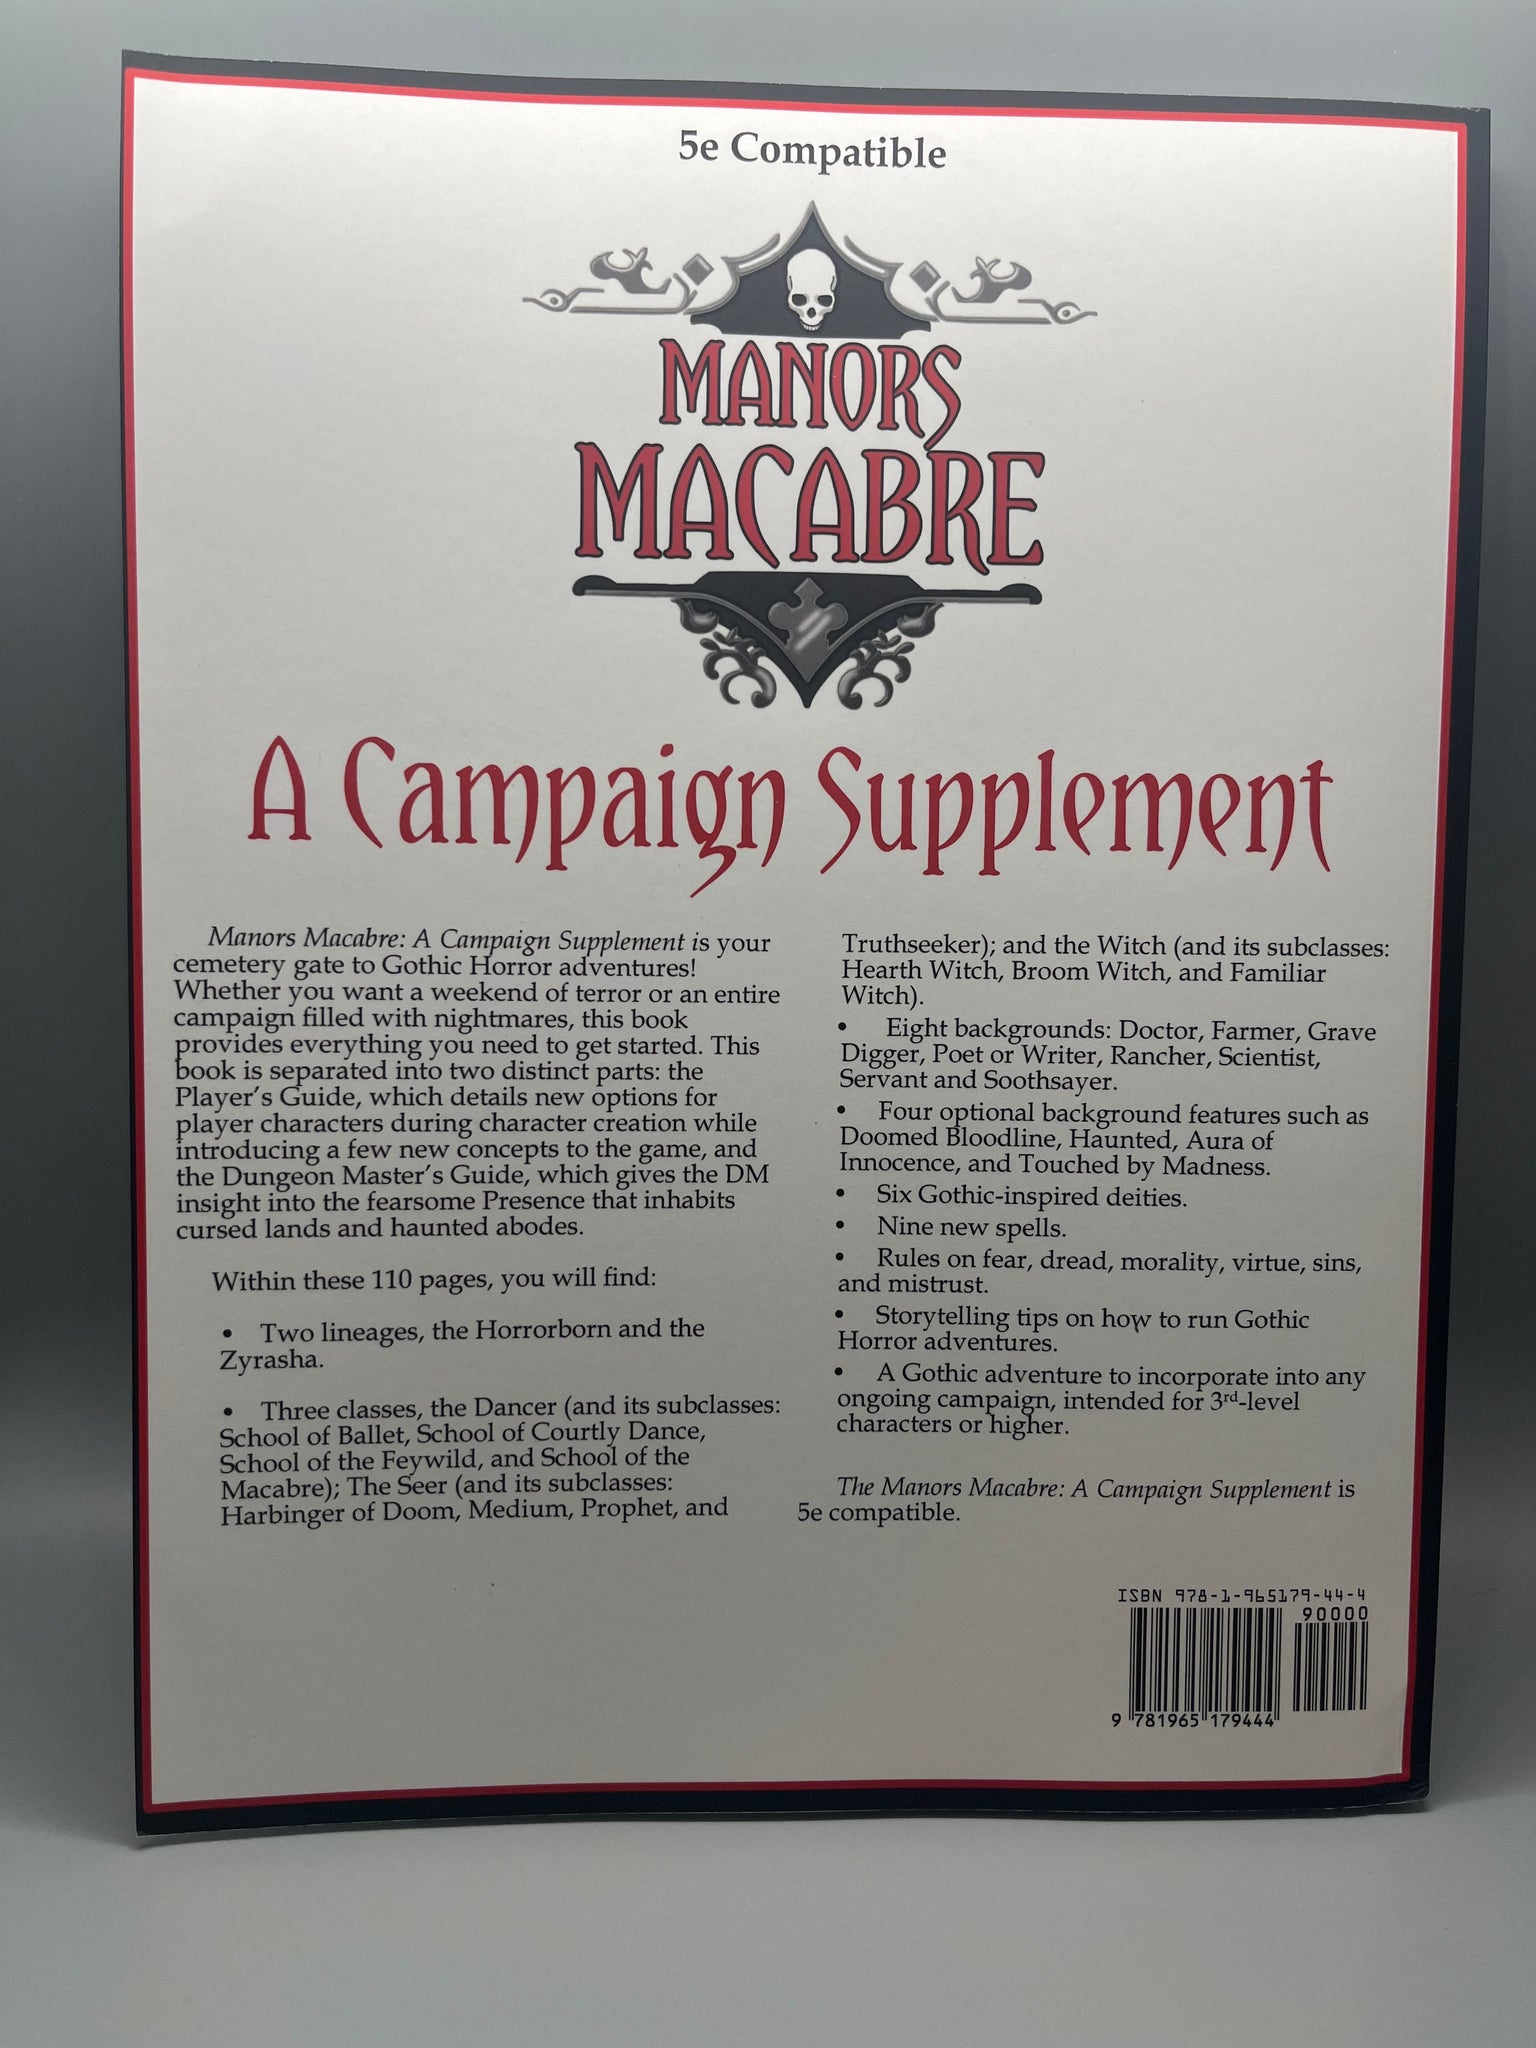 5e Compatible
MANORS
MACABRE
A Campaign Supplement
Manors Macabre: A Campaign Supplement is your
cemetery gate to Gothic Horror adventures!
Whether you want a weekend of terror or an entire
campaign filled with nightmares, this book
provides everything you need to get started. This
book is separated into two distinct parts: the
Player's Guide, which details new options for
player characters during character creation while
introducing a few new concepts to the game, and
the Dungeon Master's Guide, which gives the DM
insight into the fearsome Presence that inhabits
cursed lands and haunted abodes.
Within these 110 pages, you will find:
• Two lineages, the Horrorborn and the
Zyrasha.
• Three classes, the Dancer (and its subclasses:
School of Ballet, School of Courtly Dance,
School of the Feywild, and School of the
Macabre); The Seer (and its subclasses:
Harbinger of Doom, Medium, Prophet, and
Truthseeker); and the Witch (and its subclasses:
Hearth Witch, Broom Witch, and Familiar
Witch).
• Eight backgrounds: Doctor, Farmer, Grave
Digger, Poet or Writer, Rancher, Scientist,
Servant and Soothsayer.
• Four optional background features such as
Doomed Bloodline, Haunted, Aura of
Innocence, and Touched by Madness.
• Six Gothic-inspired deities.
• Nine new spells.
• Rules on fear, dread, morality, virtue, sins,
and mistrust.
• Storytelling tips on how to run Gothic
Horror adventures.
• A Gothic adventure to incorporate into any
ongoing campaign, intended for 3rd-level
characters or higher.
The Manors Macabre: A Campaign Supplement is
5e compatible.
ISBN 978-1-965179-44-4
90000
9 781965 179444